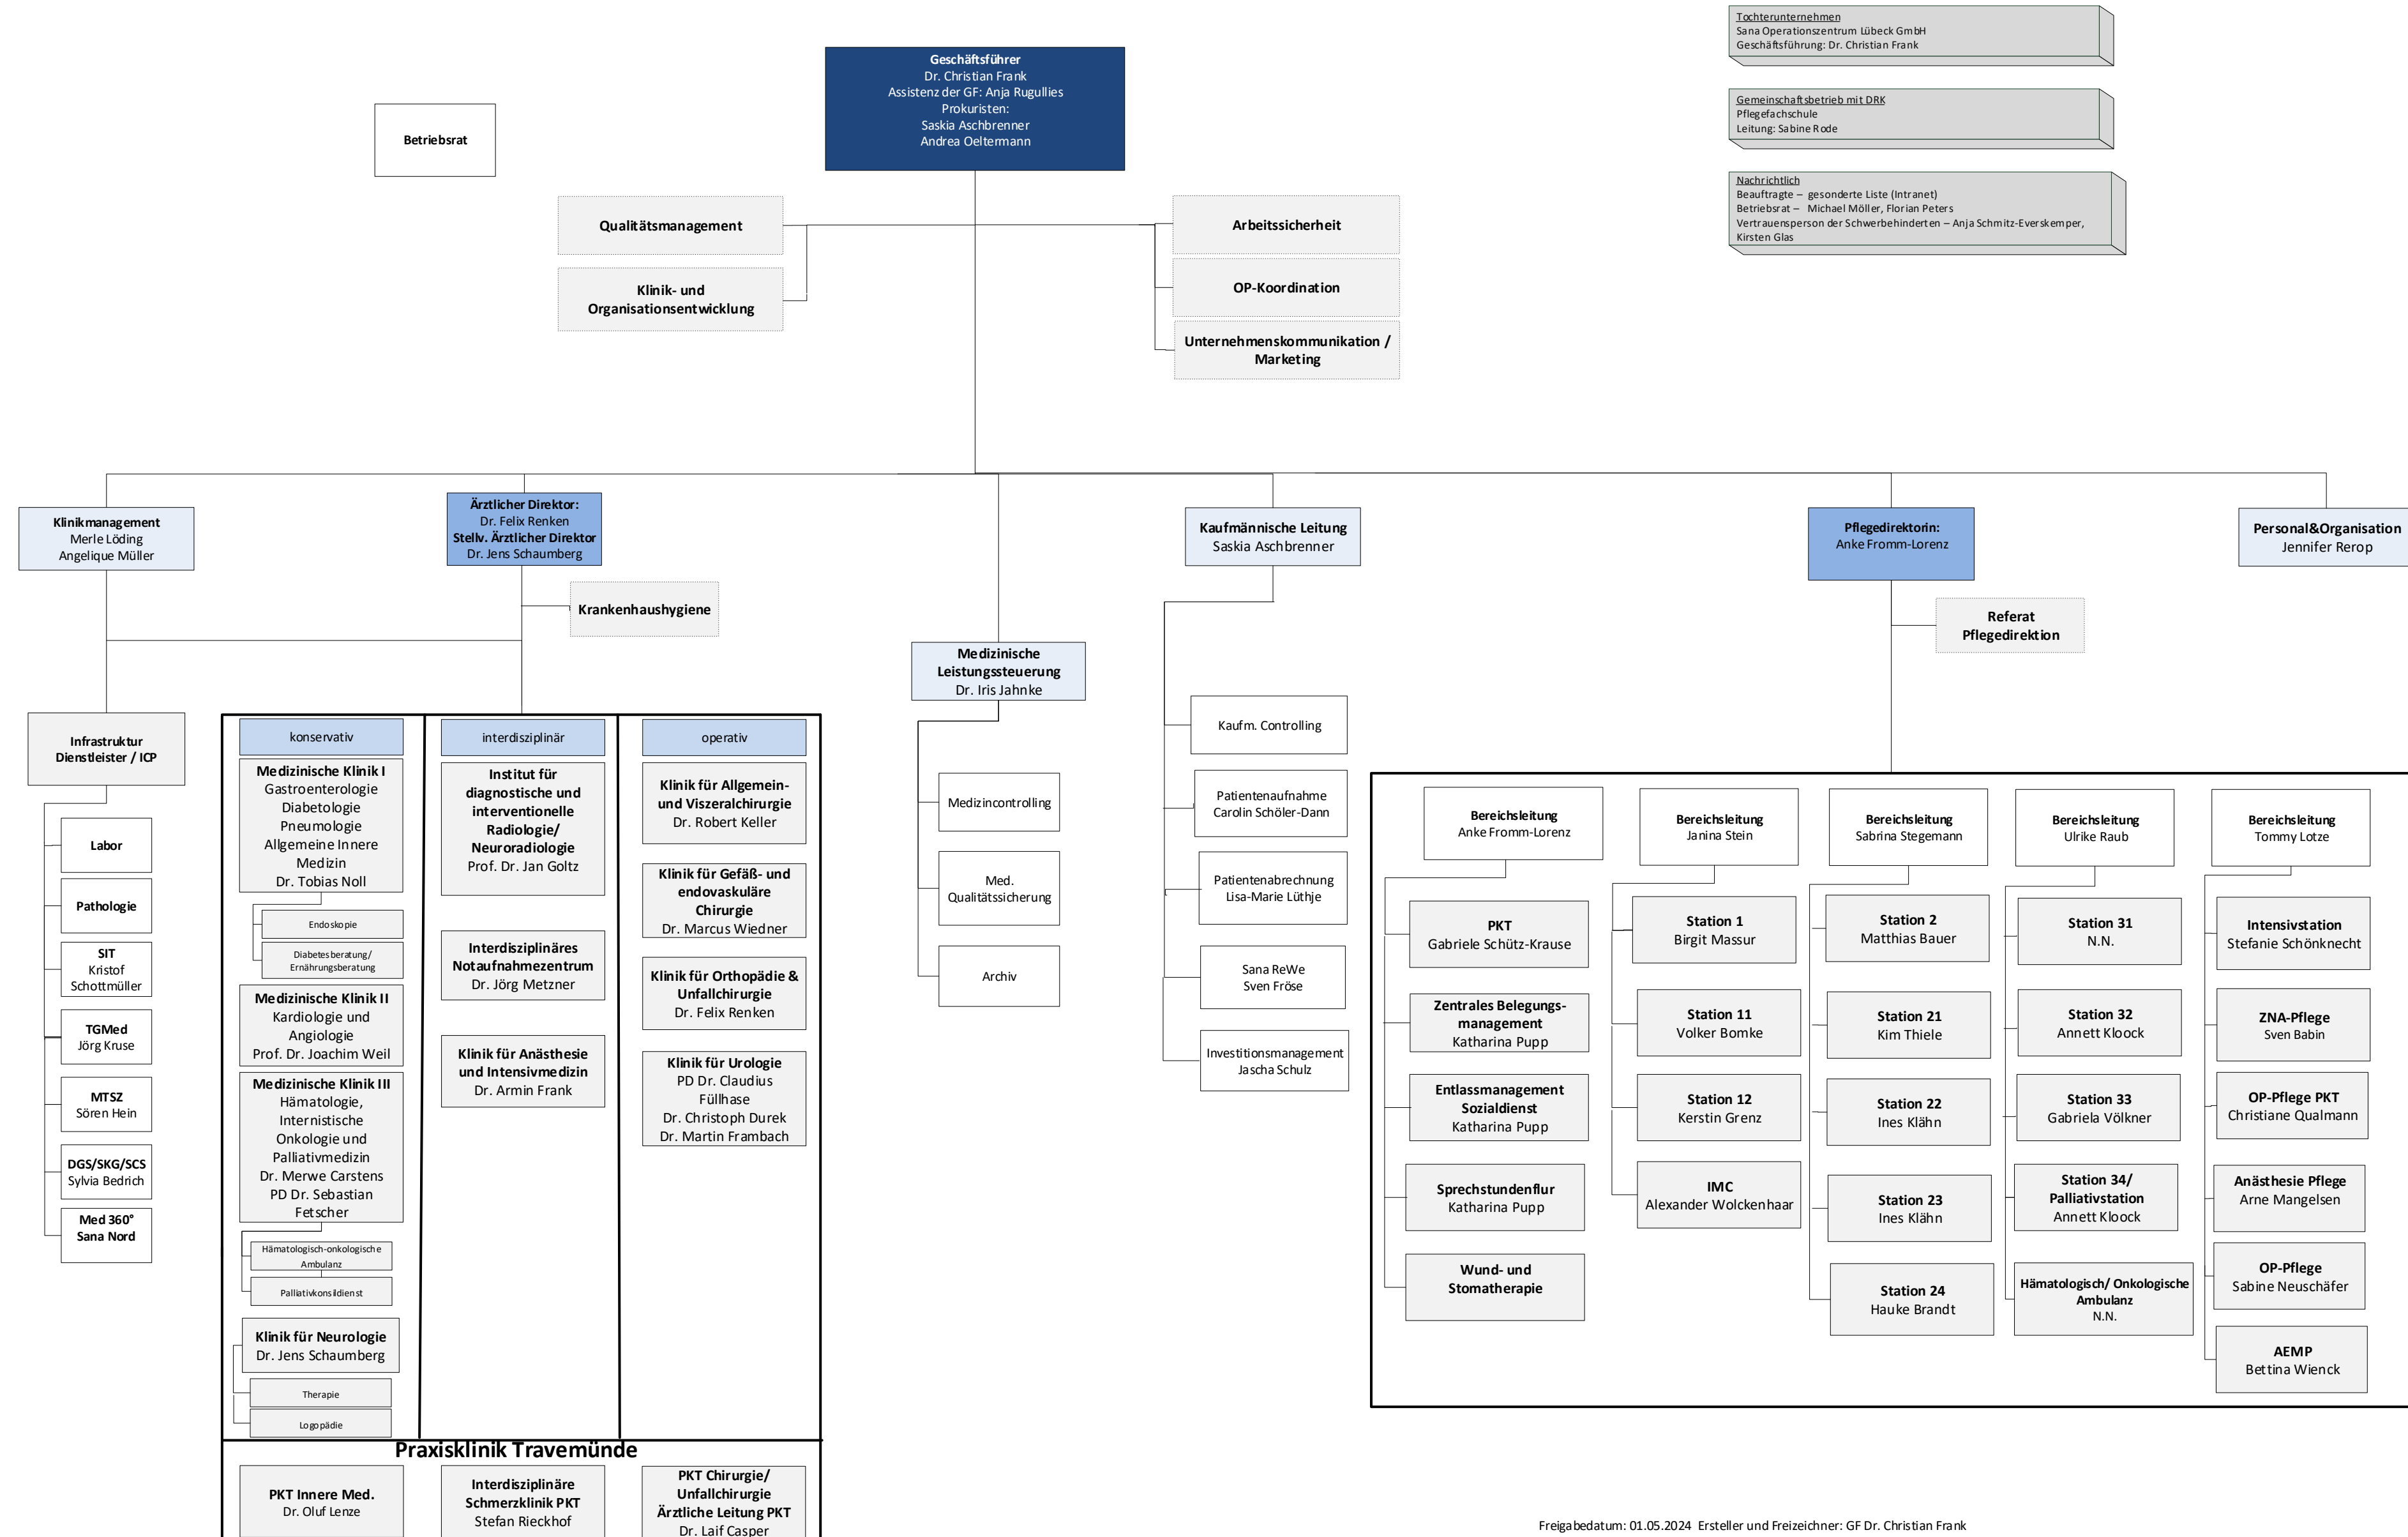 Tochterunternehmen
Sana Operationszentrum Lübeck GmbH
Geschäftsführung: Dr. Christian Frank
Geschäftsführer
Dr. Christian Frank
Assistenz der GF: Anja Rugullies
Prokuristen:
Saskia Aschbrenner
Andrea Oeltermann
Betriebsrat
Gemeinschaftsbetrieb mit DRK
Pflegefachschule
Leitung: Sabine Rode
Nachrichtlich
Beauftragte – gesonderte Liste (Intranet)
Betriebsrat – Michael Möller, Florian Peters
Vertrauensperson der Schwerbehinderten – Anja Schmitz-Everskemper,
Kirsten Glas
Qualitätsmanagement
Klinik- und
Organisationsentwicklung
Arbeitssicherheit
OP-Koordination
Unternehmenskommunikation /
Marketing
Klinikmanagement
Merle Löding
Angelique Müller
Ärztlicher Direktor:
Dr. Felix Renken
Stellv. Ärztlicher Direktor
Dr. Jens Schaumberg
Krankenhaushygiene
Medizinische
Leistungssteuerung
Dr. Iris Jahnke
Kaufmännische Leitung
Saskia Aschbrenner
Pflegedirektorin:
Anke Fromm-Lorenz
Referat
Pflegedirektion
Personal&Organisation
Jennifer Rerop
Infrastruktur
Dienstleister / ICP
Labor
Pathologie
SIT
Kristof
Schottmüller
TGMed
Jörg Kruse
MTSZ
Sören Hein
DGS/SKG/SCS
Sylvia Bedrich
Med 360°
Sana Nord
konservativ
Medizinische Klinik I
Gastroenterologie
Diabetologie
Pneumologie
Allgemeine Innere
Medizin
Dr. Tobias Noll
Endoskopie
Diabetesberatung/
Ernährungsberatung
Medizinische Klinik II
Kardiologie und
Angiologie
Prof. Dr. Joachim Weil
Medizinische Klinik III
Hämatologie,
Internistische
Onkologie und
Palliativmedizin
Dr. Merwe Carstens
PD Dr. Sebastian
Fetscher
Hämatologisch-onkologische
Ambulanz
Palliativkonsildienst
Klinik für Neurologie
Dr. Jens Schaumberg
Therapie
Logopädie
interdisziplinär
Institut für
diagnostische und
interventionelle
Radiologie/
Neuroradiologie
Prof. Dr. Jan Goltz
Interdisziplinäres
Notaufnahmezentrum
Dr. Jörg Metzner
Klinik für Anästhesie
und Intensivmedizin
Dr. Armin Frank
operativ
Klinik für Allgemein-
und Viszeralchirurgie
Dr. Robert Keller
Klinik für Gefäß- und
endovaskuläre
Chirurgie
Dr. Marcus Wiedner
Klinik für Orthopädie &
Unfallchirurgie
Dr. Felix Renken
Klinik für Urologie
PD Dr. Claudius
Füllhase
Dr. Christoph Durek
Dr. Martin Frambach
Praxisklinik Travemünde
PKT Innere Med.
Dr. Oluf Lenze
Interdisziplinäre
Schmerzklinik PKT
Stefan Rieckhof
PKT Chirurgie/
Unfallchirurgie
Ärztliche Leitung PKT
Dr. Laif Casper
Medizincontrolling
Med.
Qualitätssicherung
Archiv
Kaufm. Controlling
Patientenaufnahme
Carolin Schöler-Dann
Patientenabrechnung
Lisa-Marie Lüthje
Sana ReWe
Sven Fröse
Investitionsmanagement
Jascha Schulz
Bereichsleitung
Anke Fromm-Lorenz
PKT
Gabriele Schütz-Krause
Zentrales Belegungs-
management
Katharina Pupp
Entlassmanagement
Sozialdienst
Katharina Pupp
Sprechstundenflur
Katharina Pupp
Wund- und
Stomatherapie
Bereichsleitung
Janina Stein
Station 1
Birgit Massur
Station 11
Volker Bomke
Station 12
Kerstin Grenz
IMC
Alexander Wolckenhaar
Bereichsleitung
Sabrina Stegemann
Station 2
Matthias Bauer
Station 21
Kim Thiele
Station 22
Ines Klähn
Station 23
Ines Klähn
Station 24
Hauke Brandt
Bereichsleitung
Ulrike Raub
Station 31
N.N.
Station 32
Annett Kloock
Station 33
Gabriela Völkner
Station 34/
Palliativstation
Annett Kloock
Hämatologisch/ Onkologische
Ambulanz
N.N.
Bereichsleitung
Tommy Lotze
Intensivstation
Stefanie Schönknecht
ZNA-Pflege
Sven Babin
OP-Pflege PKT
Christiane Qualmann
Anästhesie Pflege
Arne Mangelsen
OP-Pflege
Sabine Neuschäfer
AEMP
Bettina Wienck
Freigabedatum: 01.05.2024 Ersteller und Freizeichner: GF Dr. Christian Frank